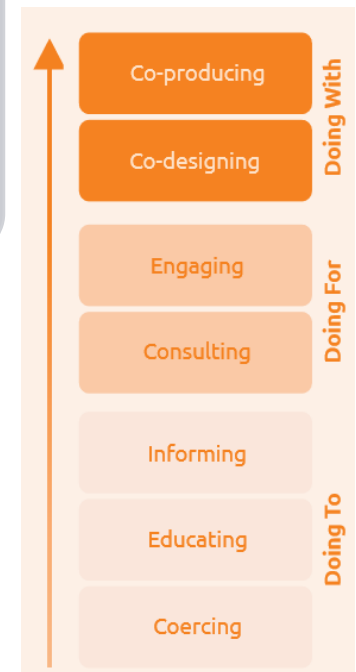 Co-producing
Co-designing
Doing With
Engaging
Consulting
Doing For
Informing
Educating
Coercing
Doing To